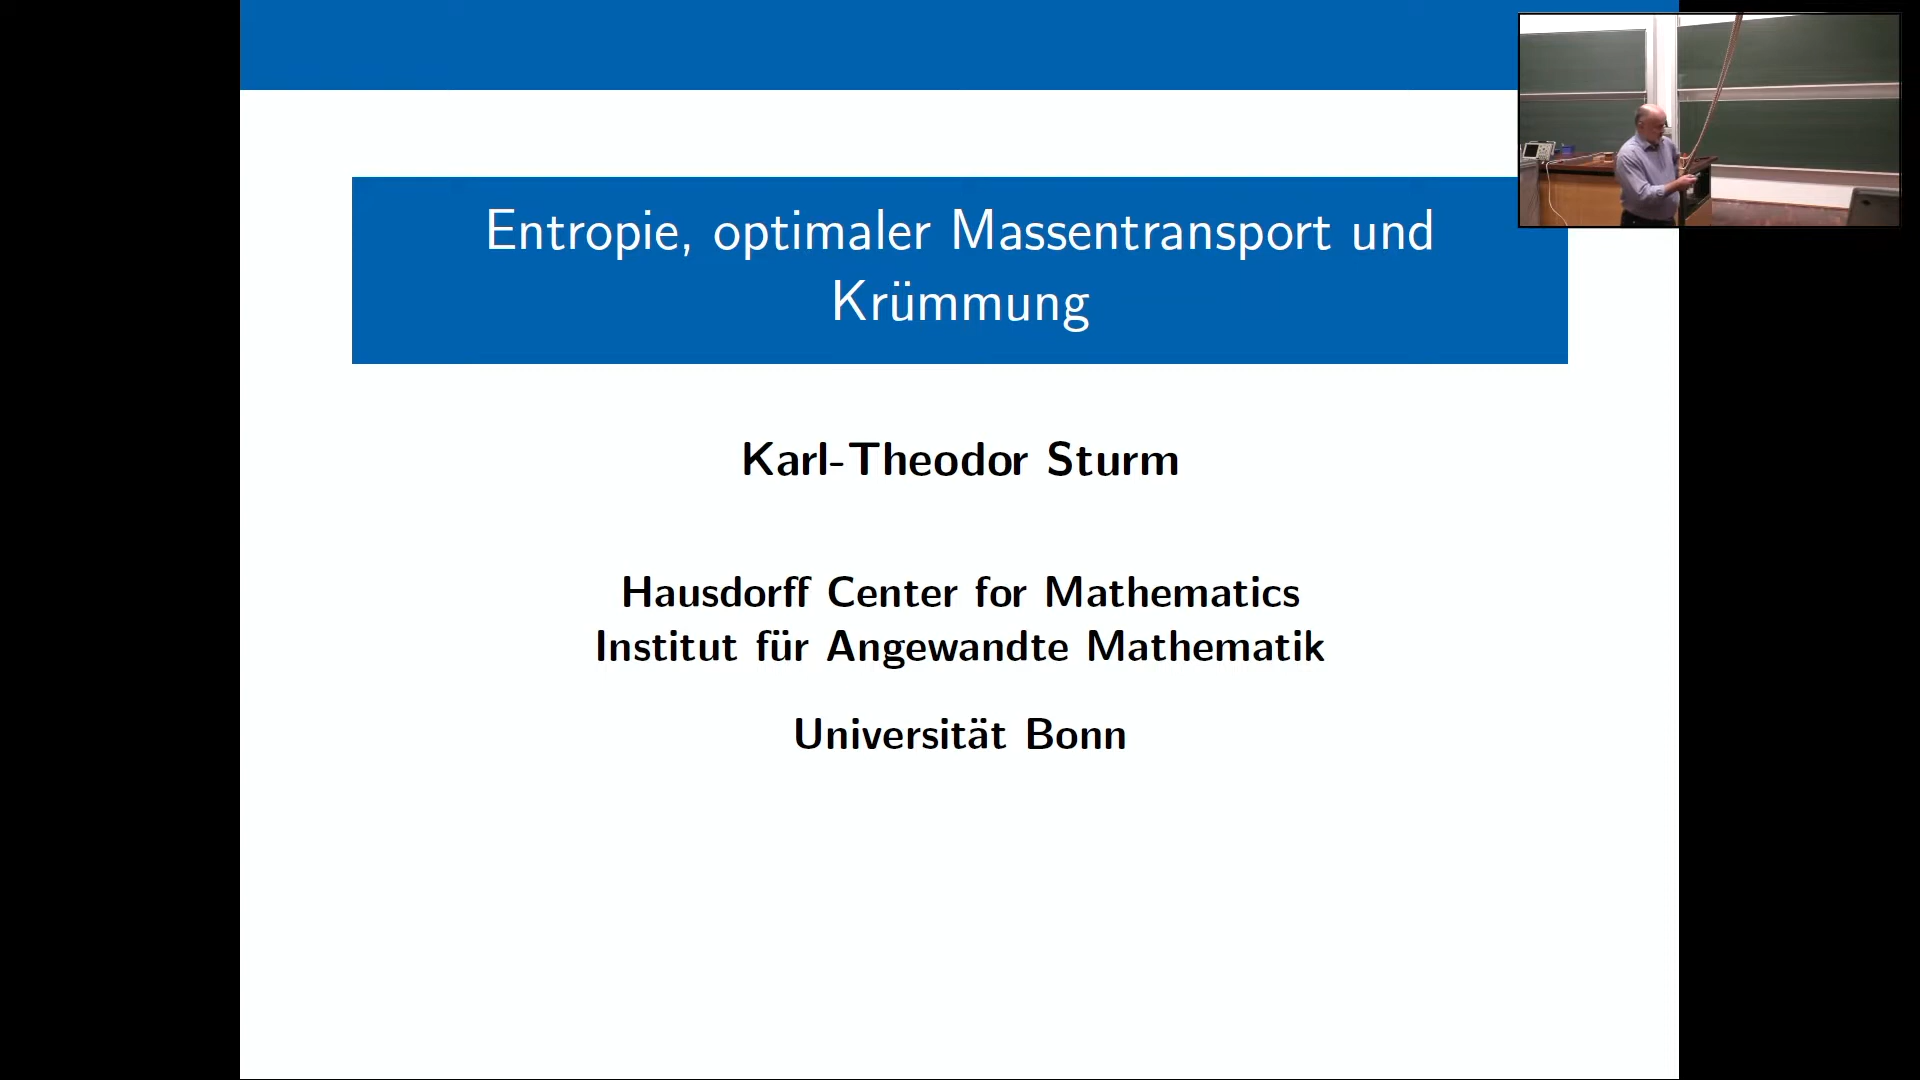 Entropie, optimaler Massentransport und
Krümmung
Karl-Theodor Sturm
Hausdorff Center for Mathematics
Institut für Angewandte Mathematik
Universität Bonn